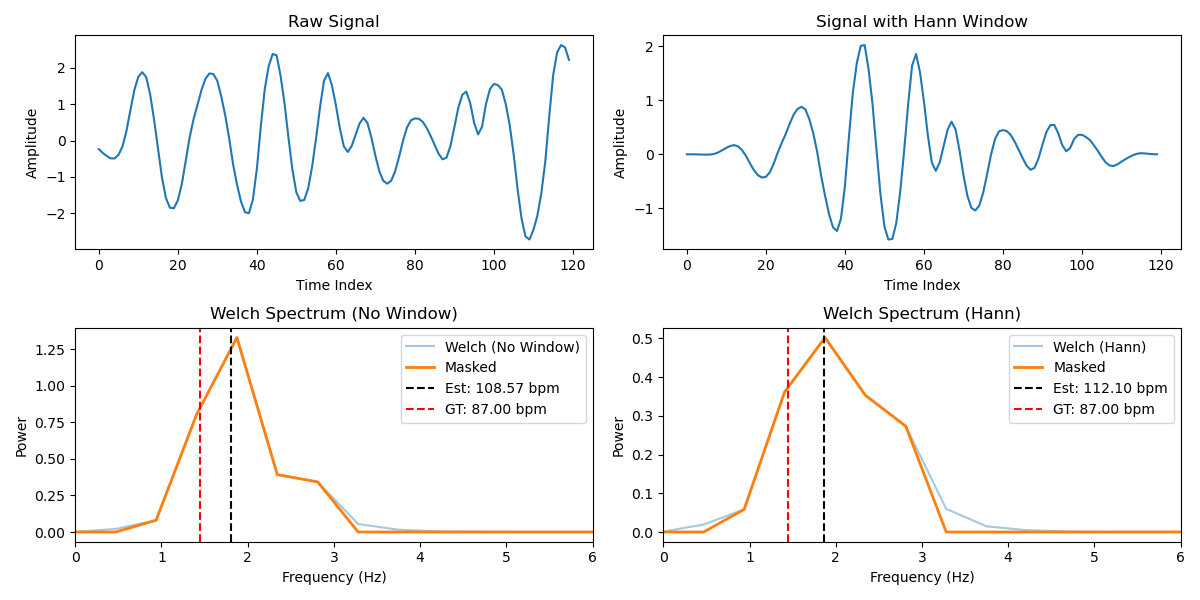 Raw Signal
Amplitude
2
1
0
−1
−2
0 20 40 60 80 100 120
Time Index
Signal with Hann Window
Amplitude
2
1
0
−1
0 20 40 60 80 100 120
Time Index
Welch Spectrum (No Window)
Power
1.25
1.00
0.75
0.50
0.25
0.00
Welch (No Window)
Masked
Est: 108.57 bpm
GT: 87.00 bpm
0 1 2 3 4 5 6
Frequency (Hz)
Welch Spectrum (Hann)
Power
0.5
0.4
0.3
0.2
0.1
0.0
Welch (Hann)
Masked
Est: 112.10 bpm
GT: 87.00 bpm
0 1 2 3 4 5 6
Frequency (Hz)